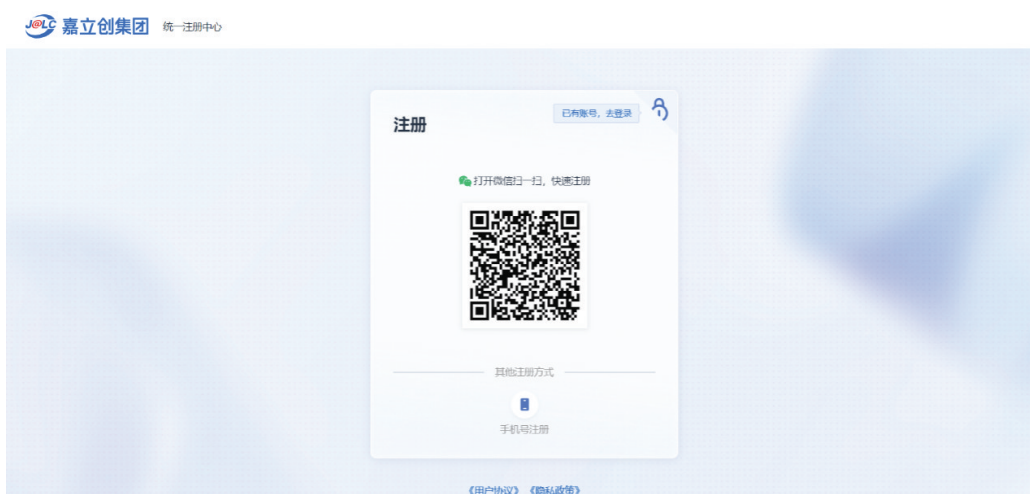 J@LC 嘉立创集团 统一注册中心
已有账号，去登录
注册
打开微信扫一扫，快速注册
其他注册方式
手机号注册
《用户协议》 《隐私政策》